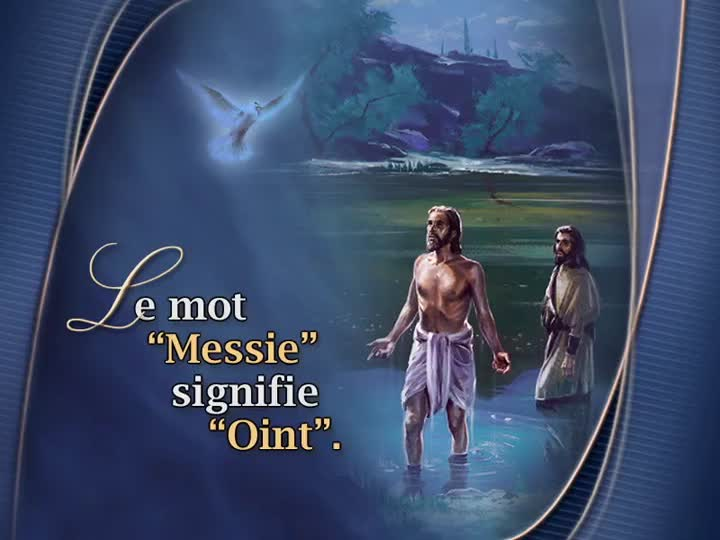 Le mot
“Messie”
signifie
“Oint”.